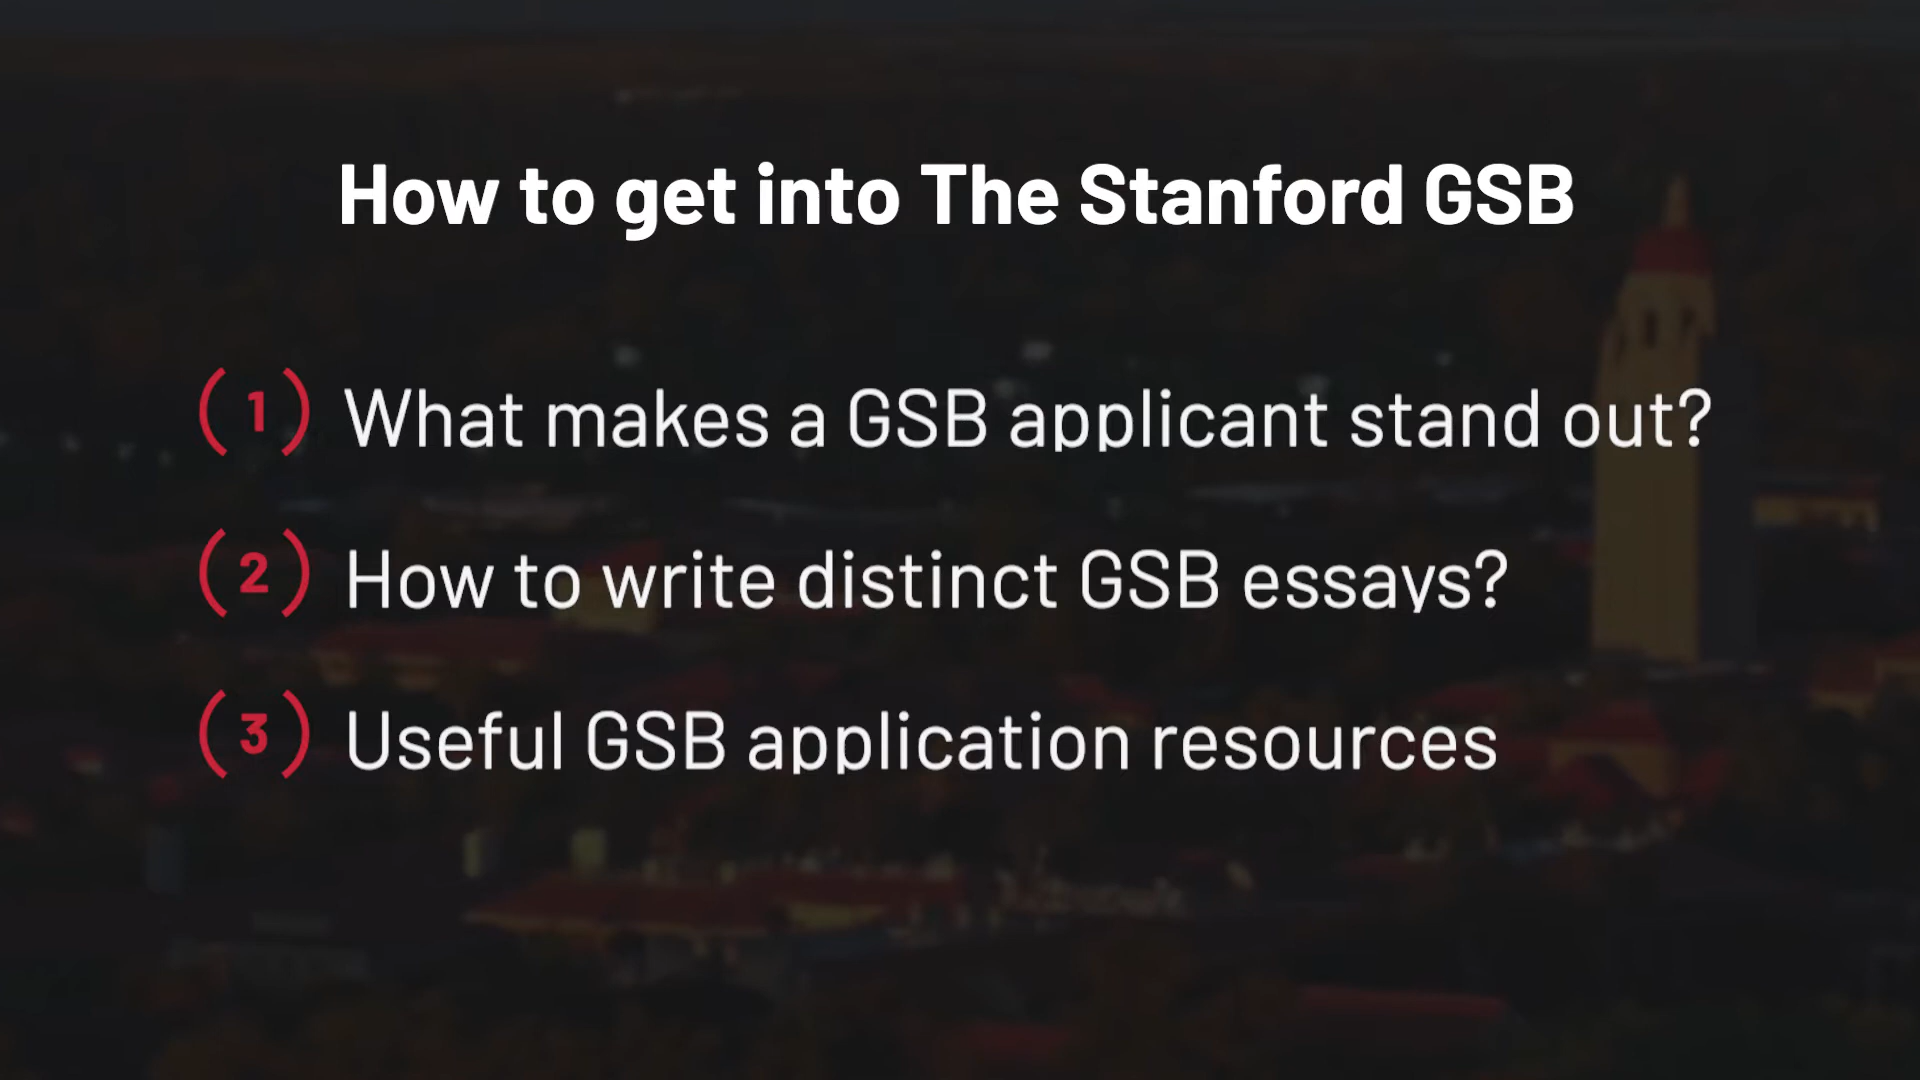 How to get into The Stanford GSB
(1) What makes a GSB applicant stand out?
(2) How to write distinct GSB essays?
(3) Useful GSB application resources